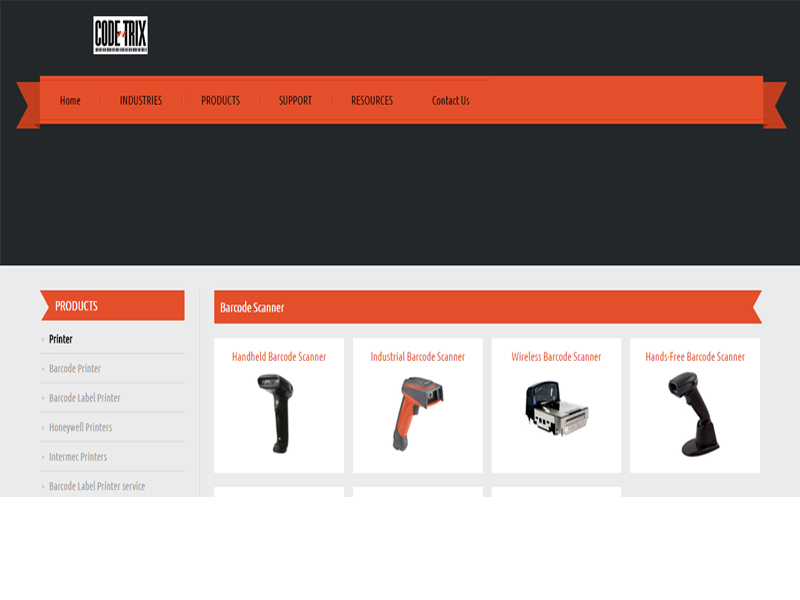 CODE TRIX
Home
INDUSTRIES
PRODUCTS
SUPPORT
RESOURCES
Contact Us
PRODUCTS
Printer
Barcode Printer
Barcode Label Printer
Honeywell Printers
Intermec Printers
Barcode Label Printer service
Barcode Scanner
Handheld Barcode Scanner
Industrial Barcode Scanner
Wireless Barcode Scanner
Hands-Free Barcode Scanner